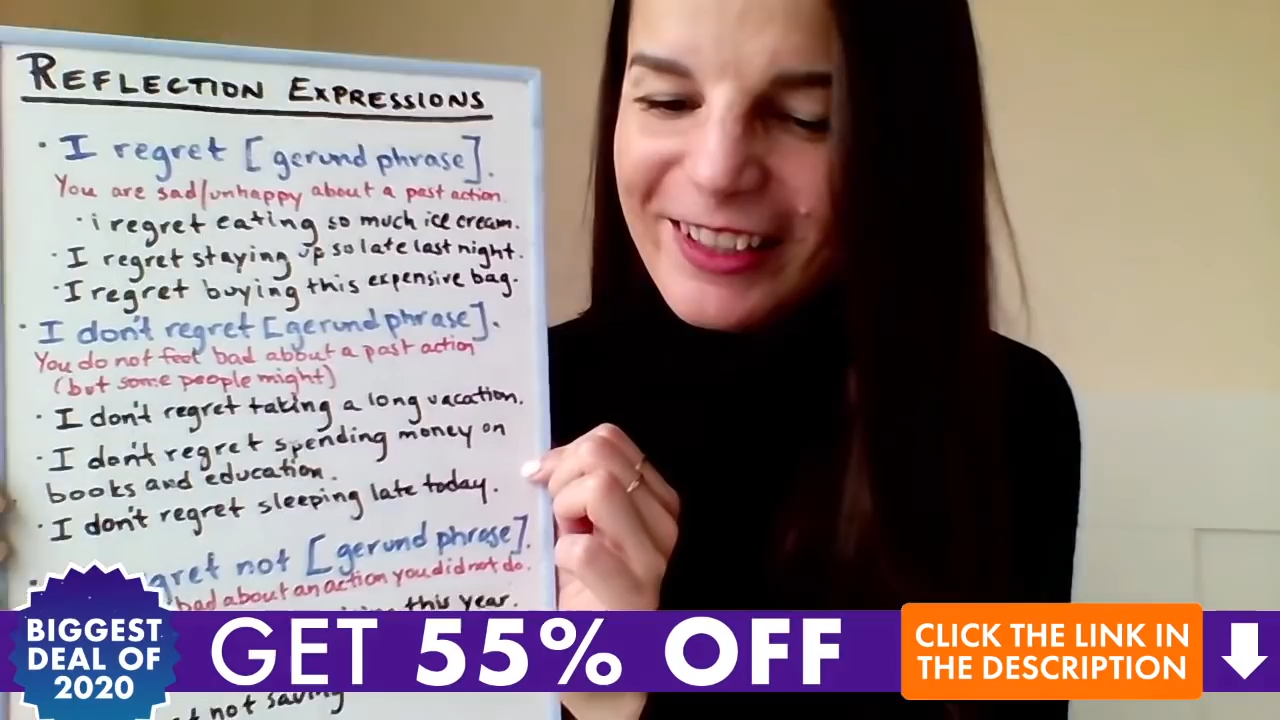 REFLECTION EXPRESSIONS
• I regret [gerund phrase].
You are sad/unhappy about a past action.
• i regret eating so much ice cream.
• I regret staying up so late last night.
• I regret buying this expensive bag.
• I don't regret [gerund phrase].
You do not feel bad about a past action
(but some people might)
• I don't regret taking a long vacation.
• I don't regret spending money on
books and education.
• I don't regret sleeping late today.
gret not [gerund phrase].
bad about an action you did not do.
this year.
not saving
BIGGEST
DEAL OF
2020
GET 55% OFF
CLICK THE LINK IN
THE DESCRIPTION